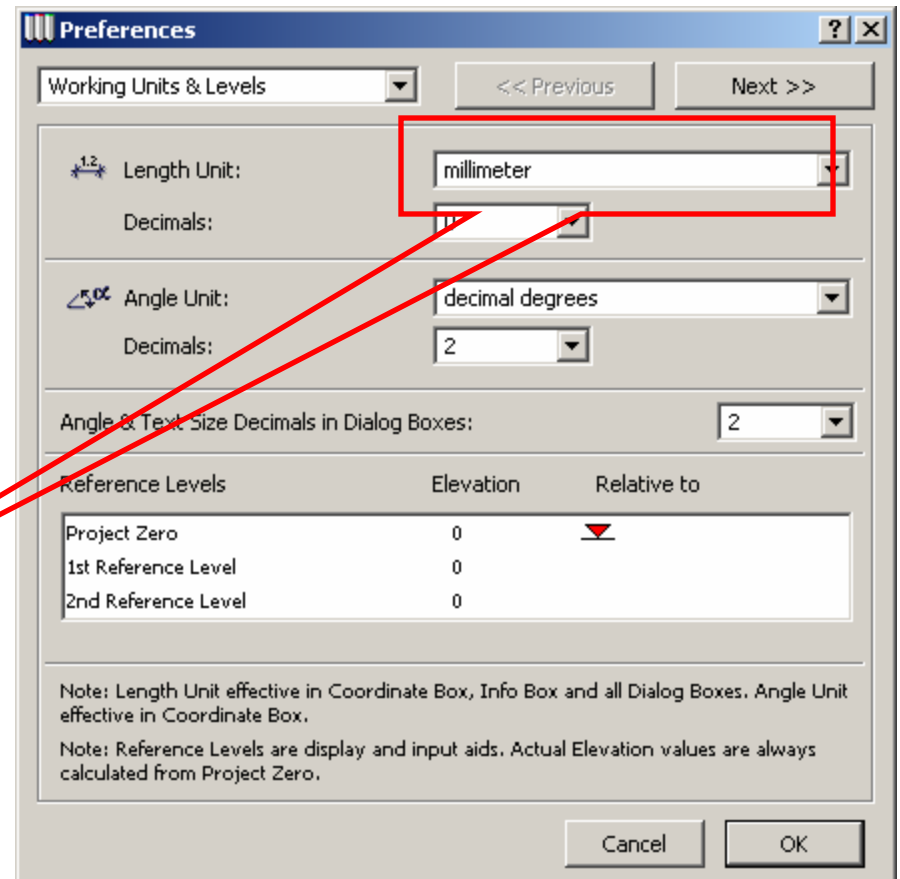 Preferences
Working Units & Levels << Previous Next >>
1.2 Length Unit: millimeter
Decimals: 0
α Angle Unit: decimal degrees
Decimals: 2
Angle & Text Size Decimals in Dialog Boxes: 2
Reference Levels Elevation Relative to
Project Zero 0
1st Reference Level 0
2nd Reference Level 0
Note: Length Unit effective in Coordinate Box, Info Box and all Dialog Boxes. Angle Unit
effective in Coordinate Box.
Note: Reference Levels are display and input aids. Actual Elevation values are always
calculated from Project Zero.
Cancel OK